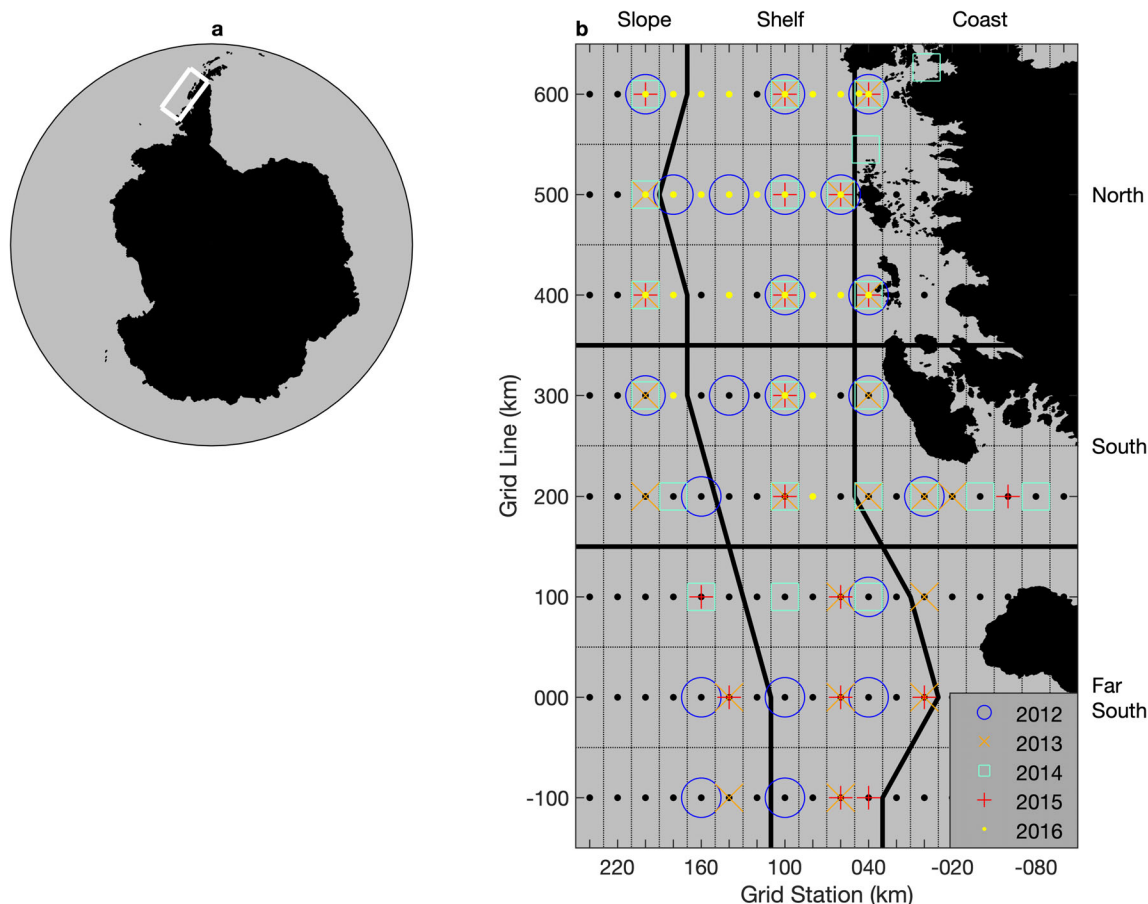 a
b
Slope Shelf Coast
600
500
400
300
200
100
000
-100
Grid Line (km)
North
South
Far
South
2012
2013
2014
2015
2016
220 160 100 040 -020 -080
Grid Station (km)